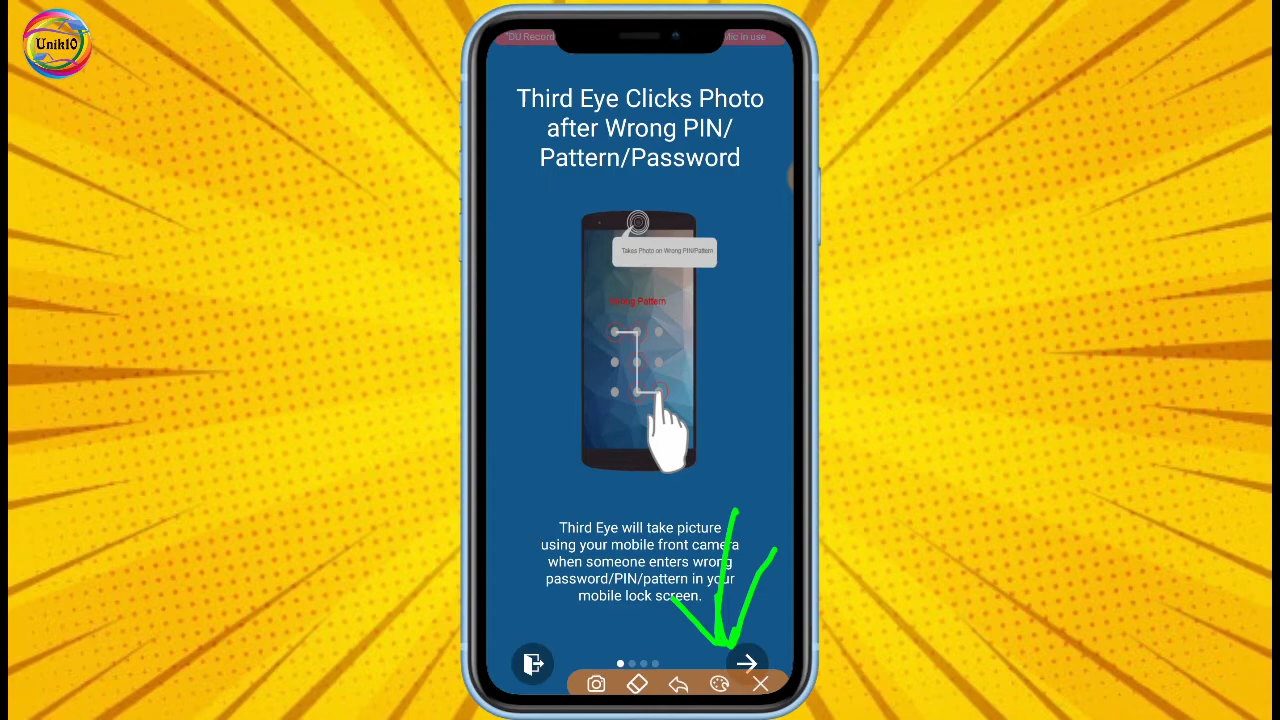 Unik10
"DU Record
Mic in use
Third Eye Clicks Photo
after Wrong PIN/
Pattern/Password
Takes Photo on Wrong PIN/Pattern
Wrong Pattern
Third Eye will take picture
using your mobile front camera
when someone enters wrong
password/PIN/pattern in your
mobile lock screen.